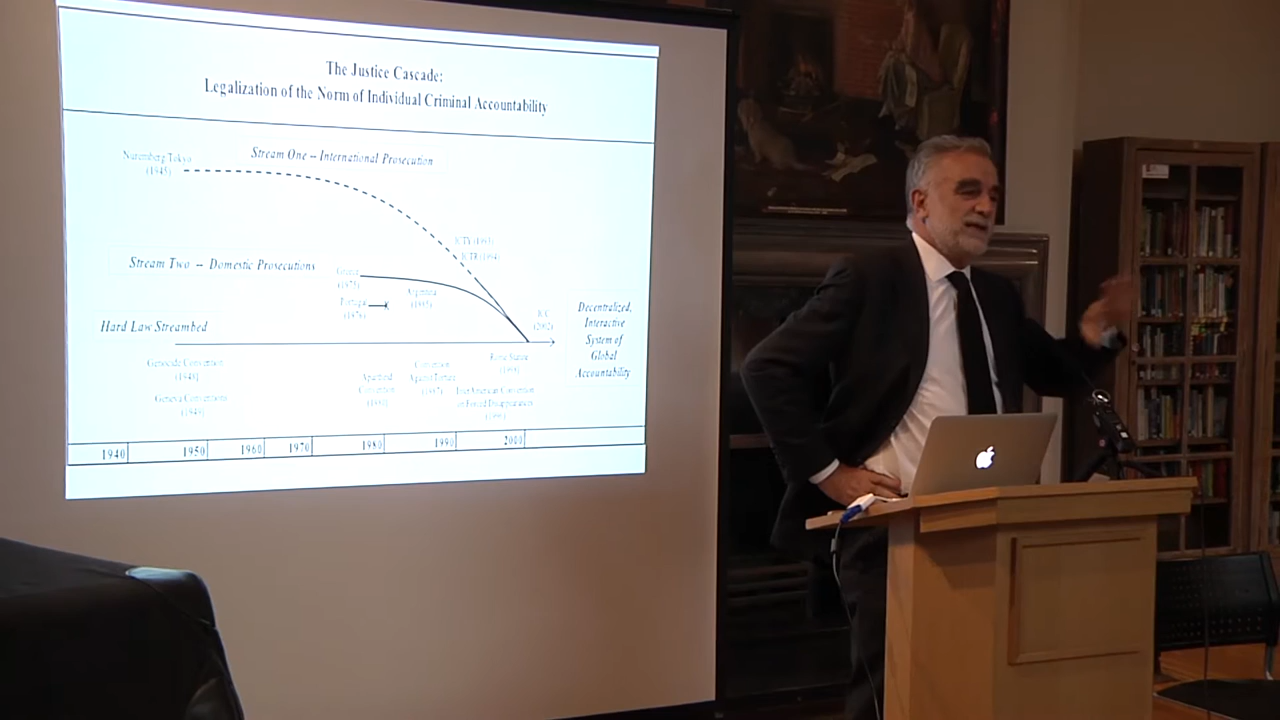 The Justice Cascade:
Legalization of the Norm of Individual Criminal Accountability
Nuremberg Tokyo
(1945)
Stream One – International Prosecution
ICTY (1993)
ICTR (1994)
Stream Two -- Domestic Prosecutions
Greece
(1975)
Portugal
(1976)
Argentina
(1985)
ICC
(2002)
Decentralized,
Interactive
System of
Global
Accountability
Hard Law Streambed
Genocide Convention
(1948)
Geneva Conventions
(1949)
Apartheid
Convention
Convention
Against Torture
(1987)
Rome Statute
(1998)
Inter-American Convention
on Forced Disappearances
1940
1950
1960
1970
1980
1990
2000